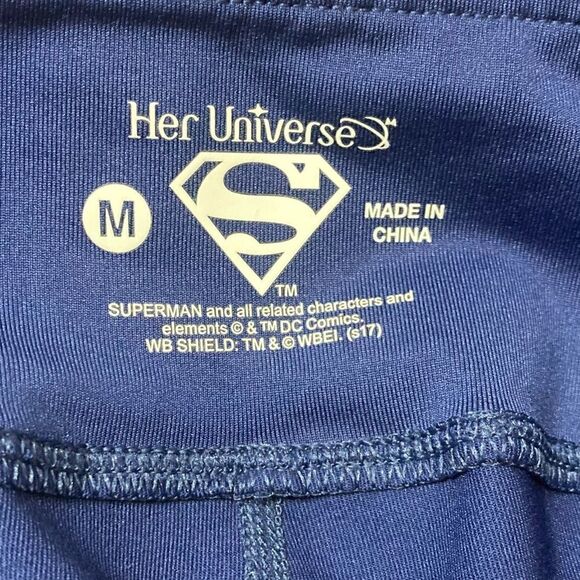 Her Universe
M
S
MADE IN
CHINA
TM
SUPERMAN and all related characters and
elements © & ™ DC Comics.
WB SHIELD: TM & © WBEI. (s17)